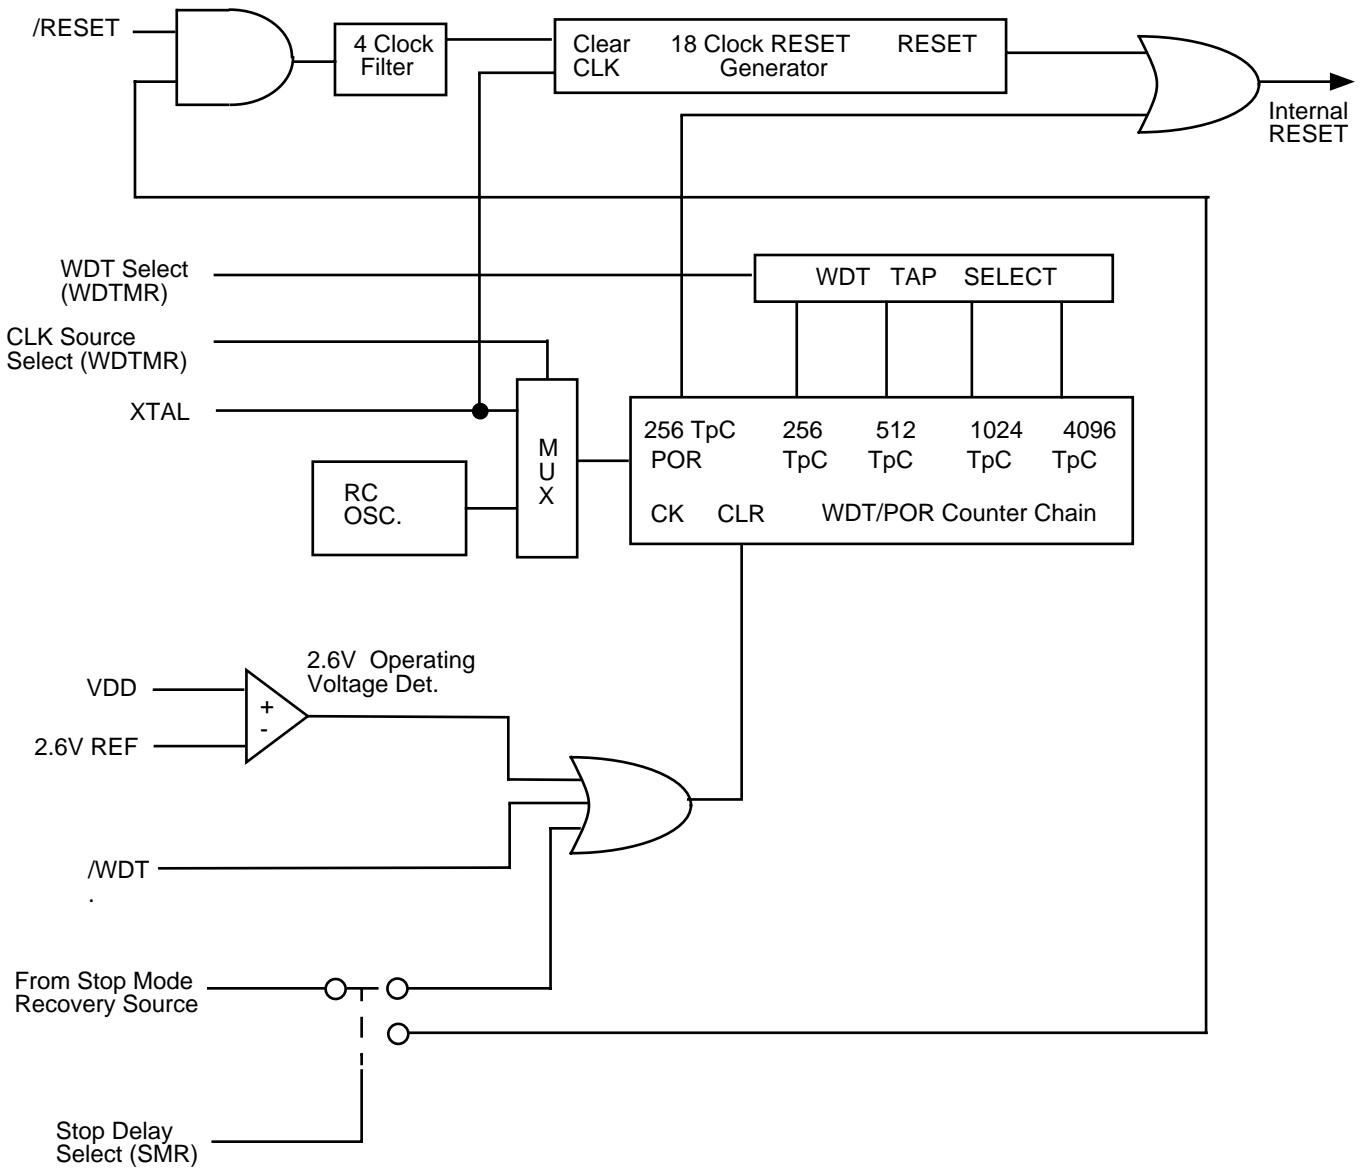 /RESET
4 Clock
Filter
Clear 18 Clock RESET RESET
CLK Generator
Internal
RESET
WDT Select
(WDTMR)
WDT TAP SELECT
CLK Source
Select (WDTMR)
XTAL
MUX
RC
OSC.
256 TpC 256 512 1024 4096
POR TpC TpC TpC TpC
CK CLR WDT/POR Counter Chain
2.6V Operating
Voltage Det.
VDD
+
-
2.6V REF
/WDT
.
From Stop Mode
Recovery Source
Stop Delay
Select (SMR)